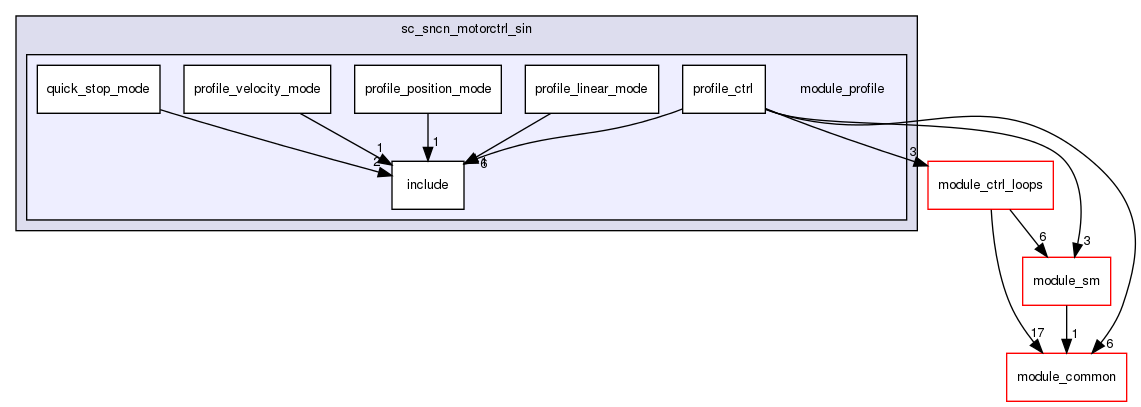 sc_sncn_motorctrl_sin
quick_stop_mode
profile_velocity_mode
profile_position_mode
profile_linear_mode
profile_ctrl
module_profile
1
1
2
6
3
include
module_ctrl_loops
6
3
module_sm
17
1
6
module_common